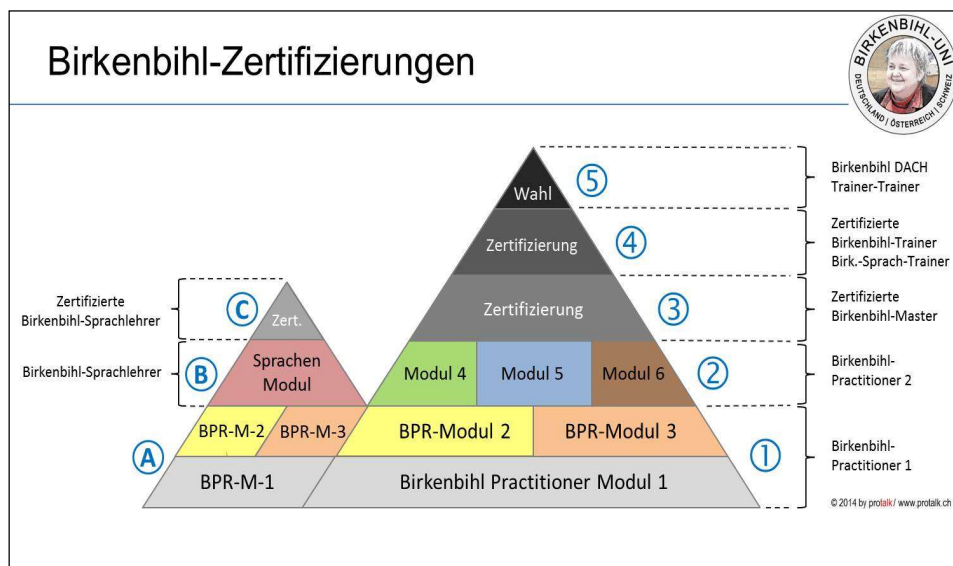 Birkenbihl-Zertifizierungen
BIRKENBIHL-UNI
DEUTSCHLAND | ÖSTERREICH | SCHWEIZ
Wahl
5
Birkenbihl DACH
Trainer-Trainer
Zertifizierung
4
Zertifizierte
Birkenbihl-Trainer
Birk.-Sprach-Trainer
Zertifizierte
Birkenbihl-Sprachlehrer
C
Zert.
Zertifizierung
3
Zertifizierte
Birkenbihl-Master
Birkenbihl-Sprachlehrer
B
Sprachen
Modul
Modul 4
Modul 5
Modul 6
2
Birkenbihl-
Practitioner 2
A
BPR-M-2
BPR-M-3
BPR-Modul 2
BPR-Modul 3
1
Birkenbihl-
Practitioner 1
BPR-M-1
Birkenbihl Practitioner Modul 1
© 2014 by protalk/ www.protalk.ch